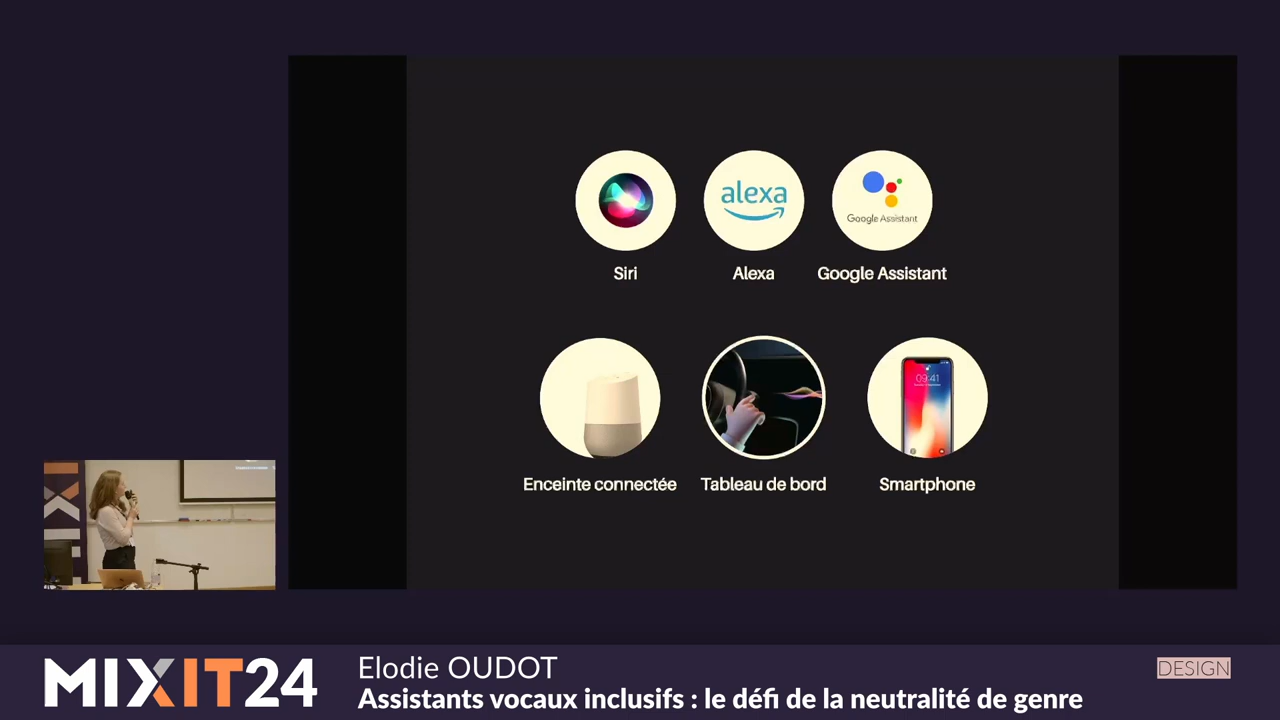 alexa
Google Assistant
Siri
Alexa
Google Assistant
09:41
Enceinte connectée
Tableau de bord
Smartphone
MIXIT24
Elodie OUDOT
Assistants vocaux inclusifs : le défi de la neutralité de genre
DESIGN